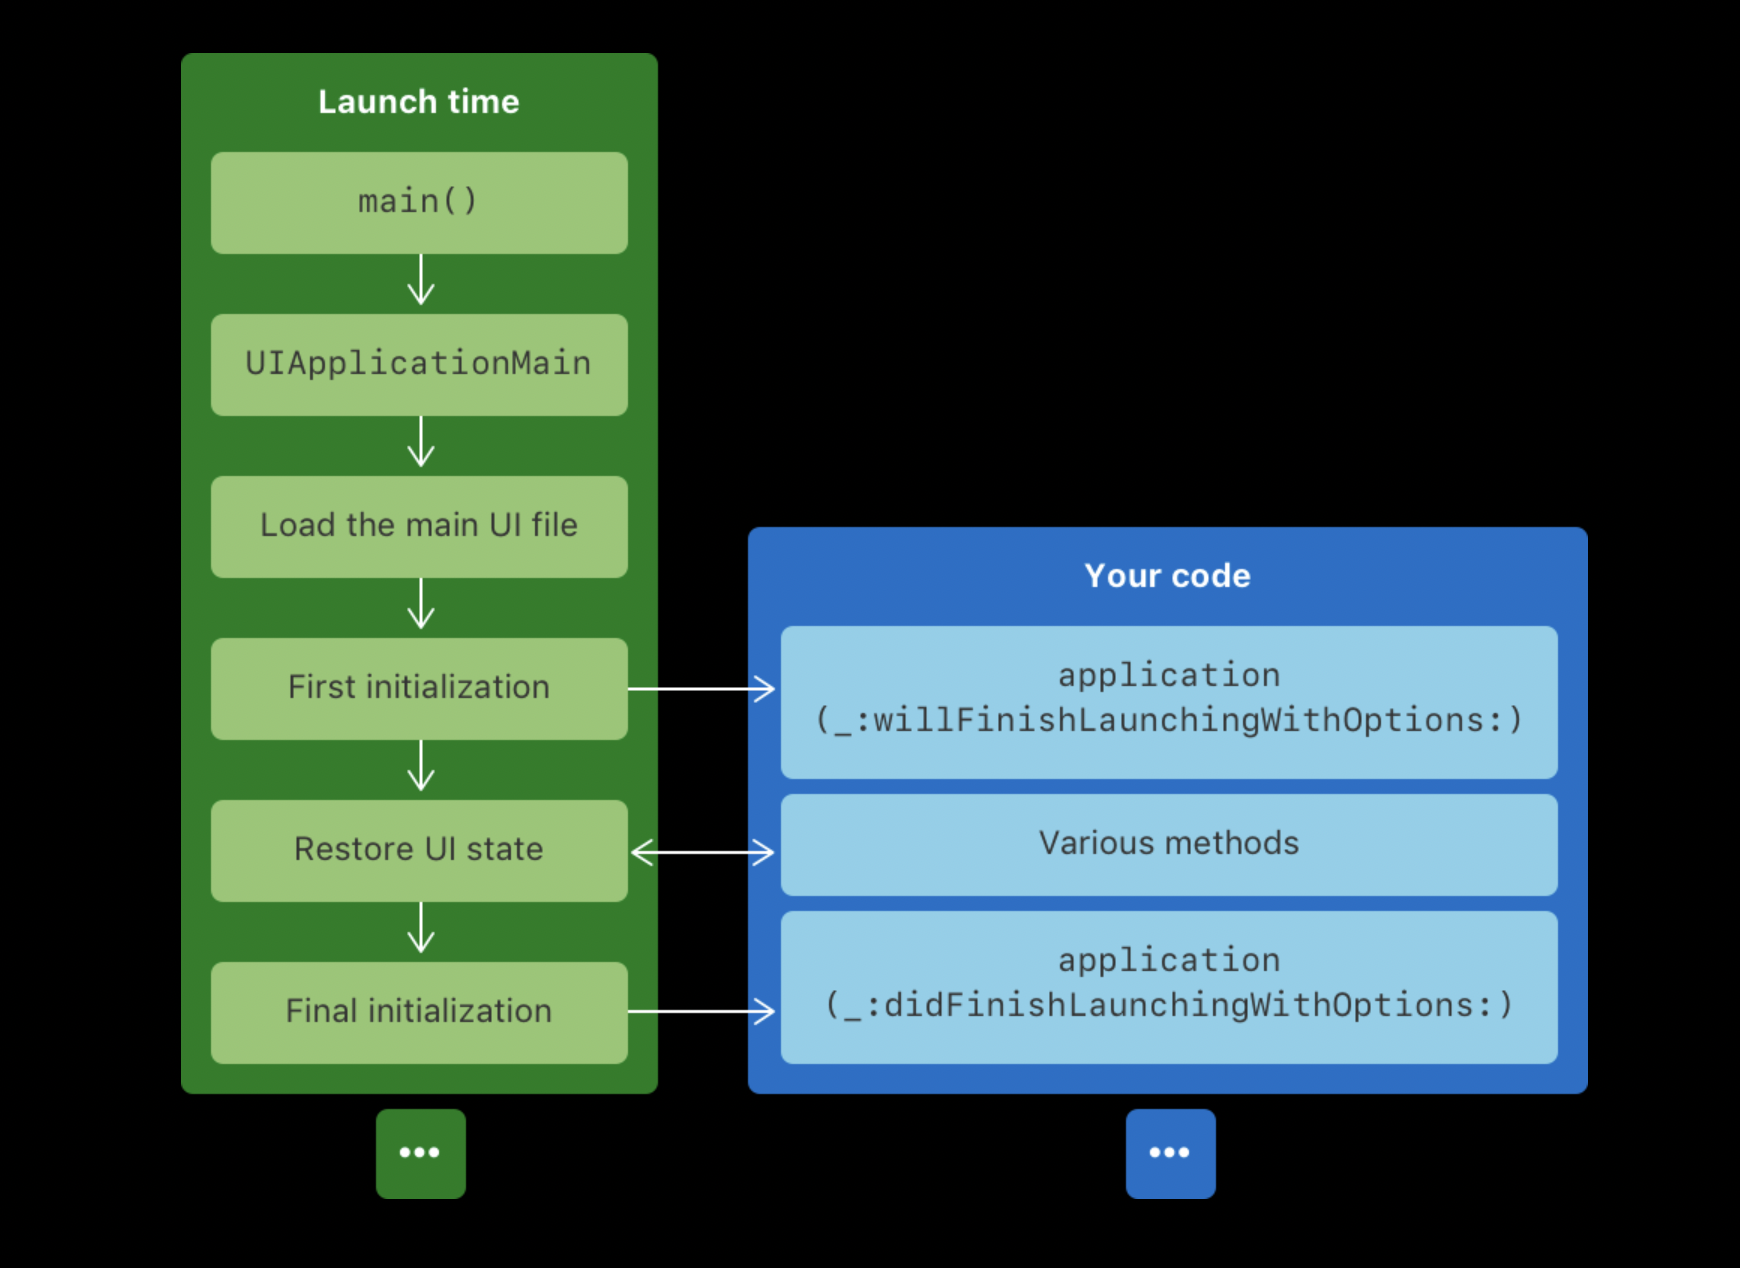 Launch time
main()
UIApplicationMain
Load the main UI file
First initialization
Restore UI state
Final initialization
•••
Your code
application
(_:willFinishLaunchingWithOptions:)
Various methods
application
(_:didFinishLaunchingWithOptions:)
•••